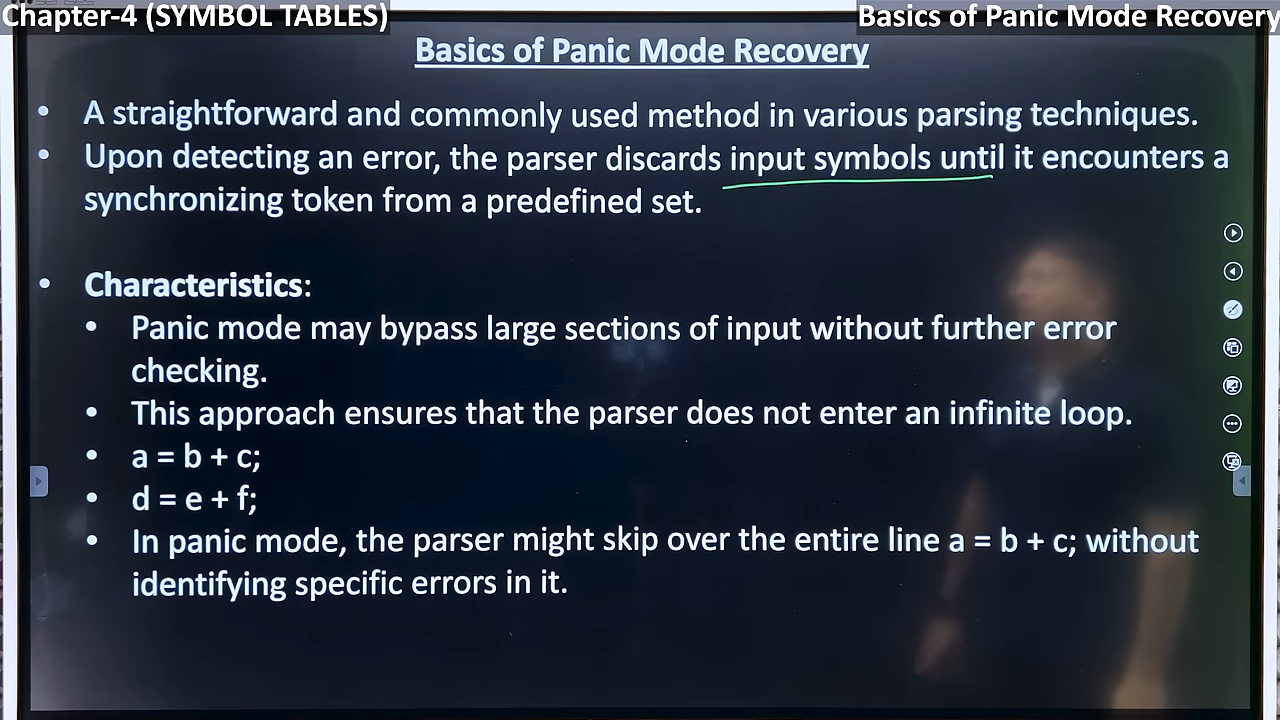 Chapter-4 (SYMBOL TABLES)
Basics of Panic Mode Recovery
Basics of Panic Mode Recovery
• A straightforward and commonly used method in various parsing techniques.
• Upon detecting an error, the parser discards input symbols until it encounters a
synchronizing token from a predefined set.
• Characteristics:
• Panic mode may bypass large sections of input without further error
checking.
• This approach ensures that the parser does not enter an infinite loop.
• a = b + c;
• d = e + f;
• In panic mode, the parser might skip over the entire line a = b + c; without
identifying specific errors in it.